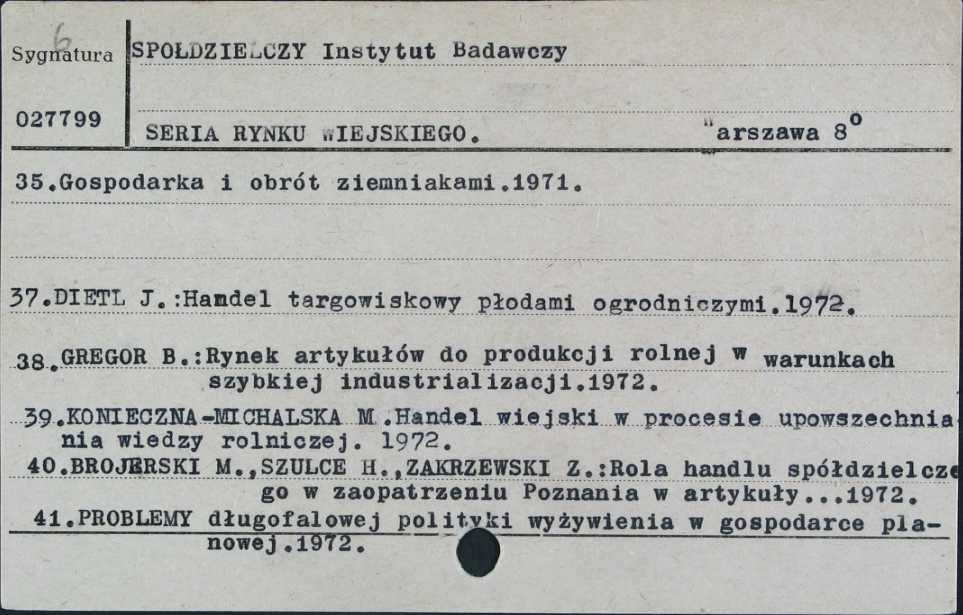 6
Sygnatura SPOŁDZIELCZY Instytut Badawczy
027799 SERIA RYNKU WIEJSKIEGO. Warszawa 8°
35.Gospodarka i obrót ziemniakami.1971.
37.DIETL J.:Handel targowiskowy płodami ogrodniczymi.1972.
38.GREGOR B.:Rynek artykułów do produkcji rolnej w warunkach
szybkiej industrializacji.1972.
39.KONIECZNA-MICHALSKA M.Handel wiejski w procesie upowszechnia-
nia wiedzy rolniczej. 1972.
40.BROJERSKI M.,SZULCE H.,ZAKRZEWSKI Z.:Rola handlu spółdzielcze
go w zaopatrzeniu Poznania w artykuły...1972.
41.PROBLEMY długofalowej polityki wyżywienia w gospodarce pla-
nowej.1972.